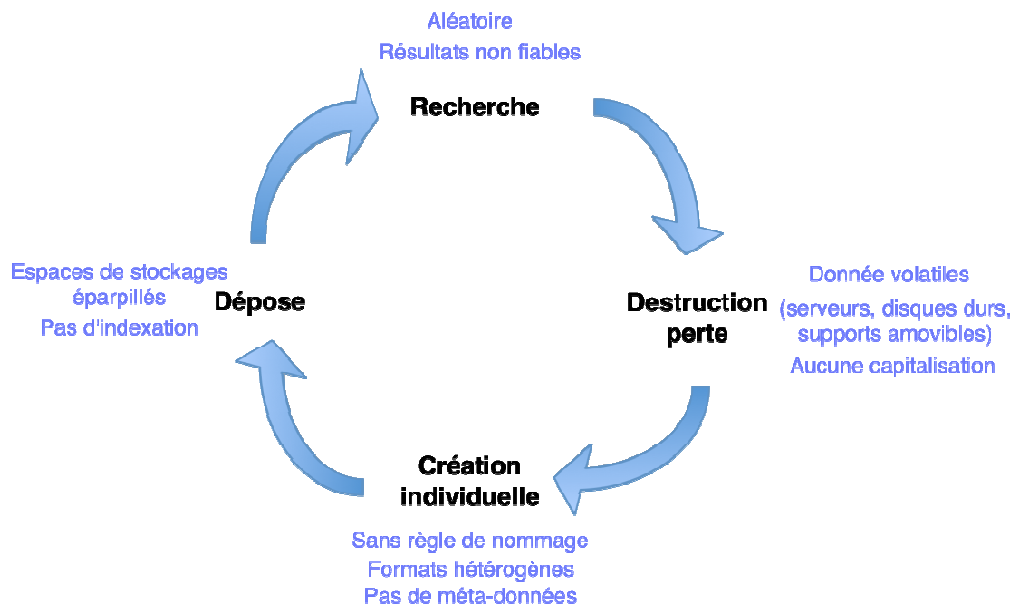 Aléatoire
Résultats non fiables
Recherche
Espaces de stockages
éparpillés
Pas d'indexation
Dépose
Destruction
perte
Donnée volatiles
(serveurs, disques durs,
supports amovibles)
Aucune capitalisation
Création
individuelle
Sans règle de nommage
Formats hétérogènes
Pas de méta-données